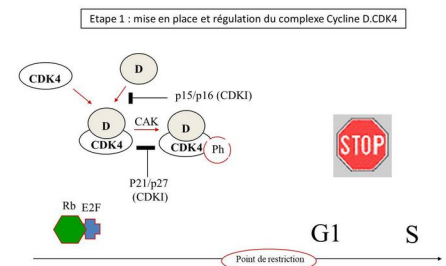 Etape 1 : mise en place et régulation du complexe Cycline D.CDK4
D
CDK4
p15/p16 (CDKI)
D
CDK4
CAK
D
CDK4
Ph
P21/p27
(CDKI)
STOP
Rb E2F
G1
S
Point de restriction